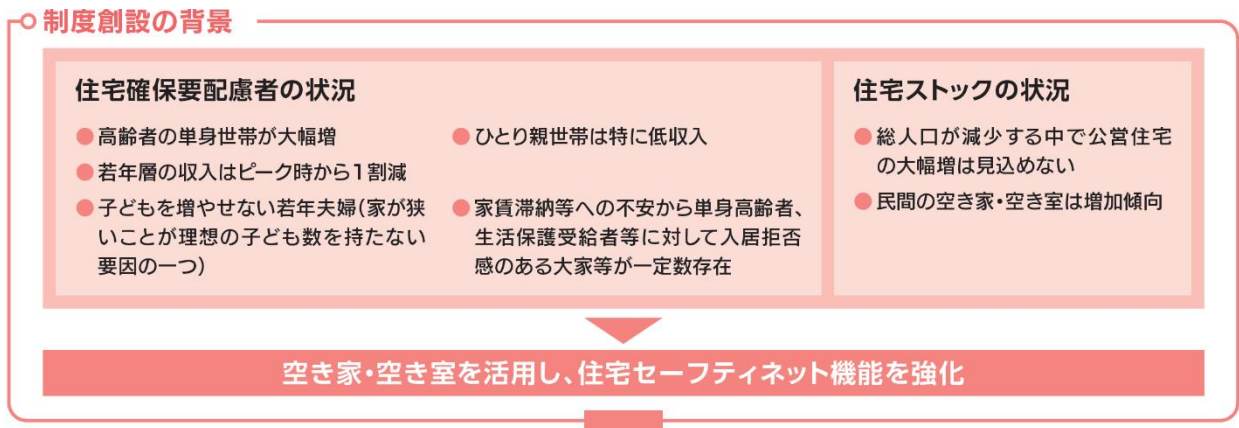 制度創設の背景
住宅確保要配慮者の状況
●高齢者の単身世帯が大幅増
●若年層の収入はピーク時から1割減
●子どもを増やせない若年夫婦(家が狭
いことが理想の子ども数を持たない
要因の一つ)
●ひとり親世帯は特に低収入
●家賃滞納等への不安から単身高齢者、
生活保護受給者等に対して入居拒否
感のある大家等が一定数存在
住宅ストックの状況
●総人口が減少する中で公営住宅
の大幅増は見込めない
●民間の空き家・空き室は増加傾向
空き家・空き室を活用し、住宅セーフティネット機能を強化